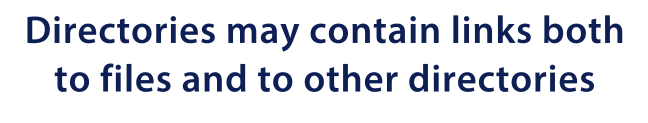 Directories may contain links both
to files and to other directories